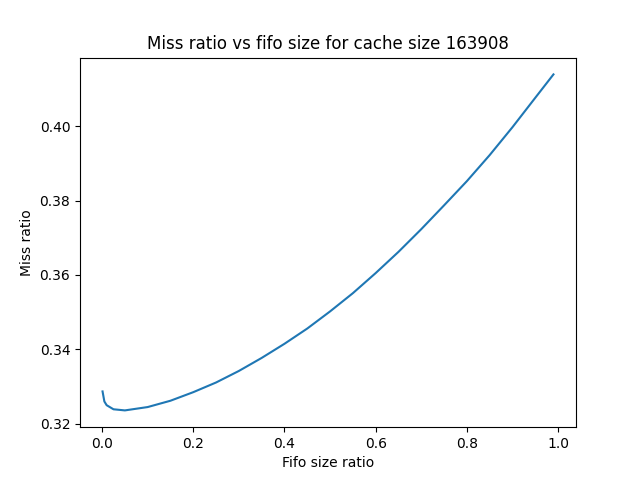 Miss ratio vs fifo size for cache size 163908
0.40
0.38
0.36
0.34
0.32
Miss ratio
0.0 0.2 0.4 0.6 0.8 1.0
Fifo size ratio